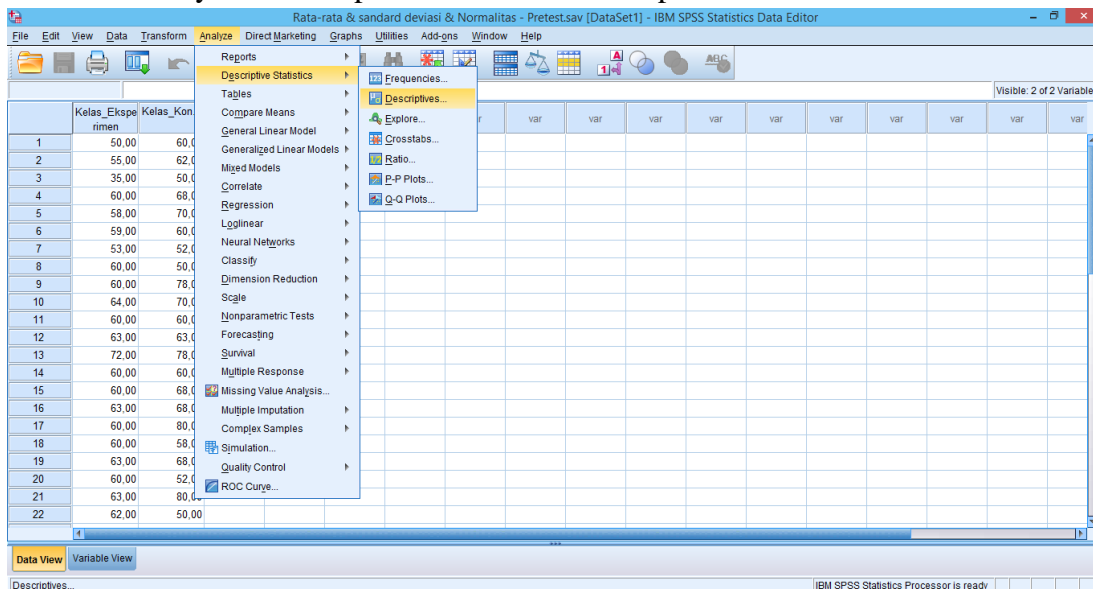 Rata-rata & sandard deviasi & Normalitas - Pretest.sav [DataSet1] - IBM SPSS Statistics Data Editor
File Edit View Data Transform Analyze Direct Marketing Graphs Utilities Add-ons Window Help
Visible: 2 of 2 Variable
Reports
Descriptive Statistics
Tables
Compare Means
General Linear Model
Generalized Linear Models
Mixed Models
Correlate
Regression
Loglinear
Neural Networks
Classify
Dimension Reduction
Scale
Nonparametric Tests
Forecasting
Survival
Multiple Response
Missing Value Analysis...
Multiple Imputation
Complex Samples
Simulation...
Quality Control
ROC Curve...
Frequencies...
Descriptives...
Explore...
Crosstabs...
Ratio...
P-P Plots...
Q-Q Plots...
Kelas_Ekspe Kelas_Kon. var var var var var var var var var var
rimen
1 50,00 60,0
2 55,00 62,0
3 35,00 50,0
4 60,00 68,0
5 58,00 70,0
6 59,00 60,0
7 53,00 52,0
8 60,00 50,0
9 60,00 78,0
10 64,00 70,0
11 60,00 60,0
12 63,00 63,0
13 72,00 78,0
14 60,00 60,0
15 60,00 68,0
16 63,00 68,0
17 60,00 80,0
18 60,00 58,0
19 63,00 68,0
20 60,00 52,0
21 63,00 80,00
22 62,00 50,00
Data View Variable View
Descriptives...
IBM SPSS Statistics Processor is ready